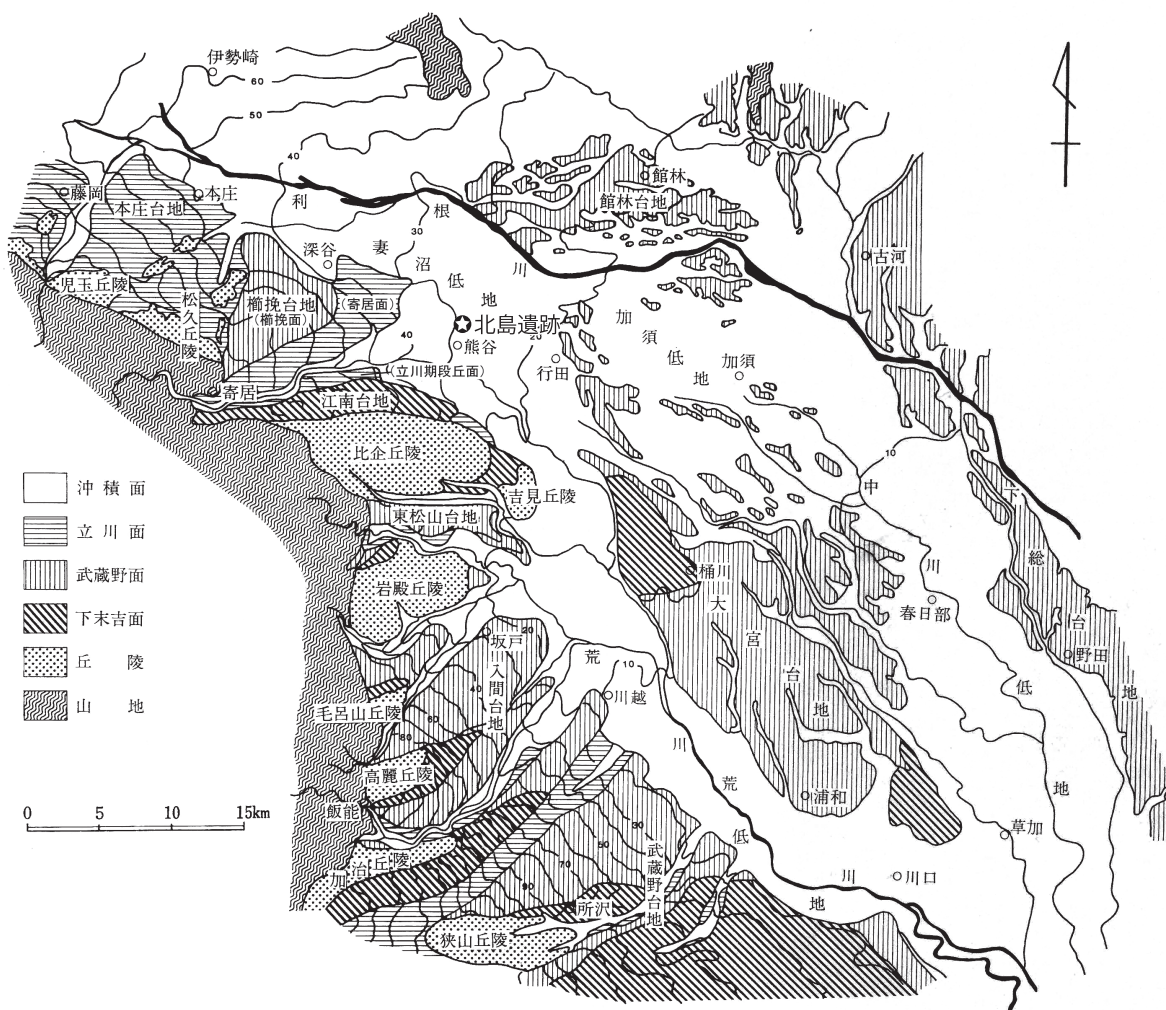 伊勢崎
60
50
40
藤岡
本庄台地
本庄
利根川
30
妻沼低地
館林
館林台地
古河
深谷
児玉丘陵
松久丘陵
櫛挽台地
(櫛挽面)
(寄居面)
40
北島遺跡
熊谷
20
行田
加須低地
加須
(立川期段丘面)
寄居
江南台地
比企丘陵
吉見丘陵
東松山台地
岩殿丘陵
10
中川低地
下総台地
桶川
大宮台地
春日部
野田
坂戸
20
入間台地
40
60
80
荒川
10
川越
毛呂山丘陵
高麗丘陵
飯能
加治丘陵
浦和
荒川低地
草加
川口
30
50
70
90
武蔵野台地
所沢
狭山丘陵
沖積面
立川面
武蔵野面
下末吉面
丘陵
山地
0 5 10 15km